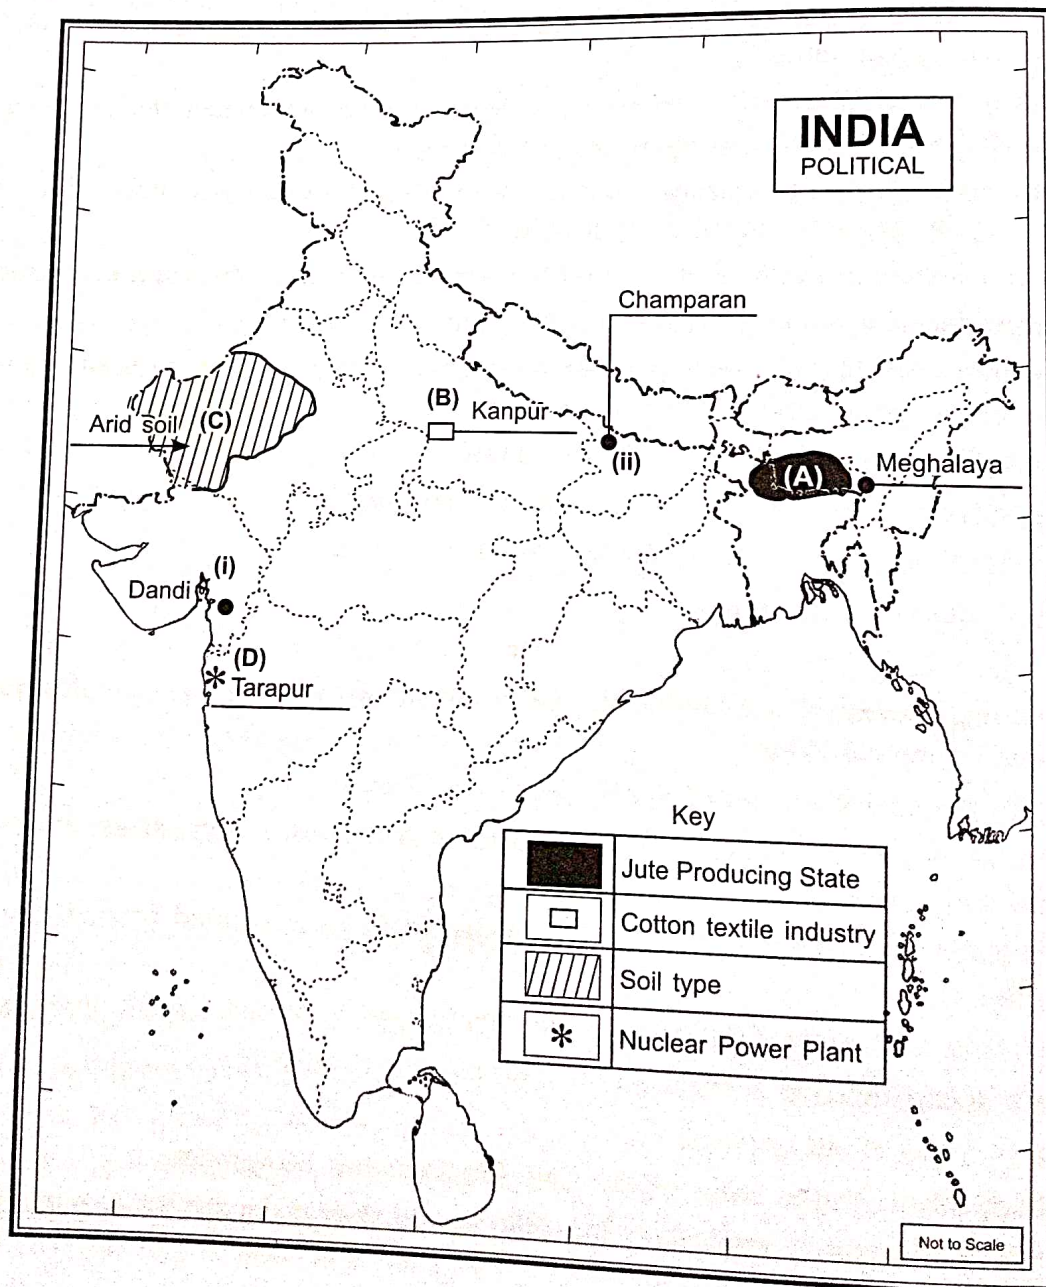 INDIA
POLITICAL
Champaran
(B)
Kanpur
(C)
Arid soil
(ii)
(A)
Meghalaya
(i)
Dandi
(D)
Tarapur
Key
Jute Producing State
Cotton textile industry
Soil type
Nuclear Power Plant
Not to Scale